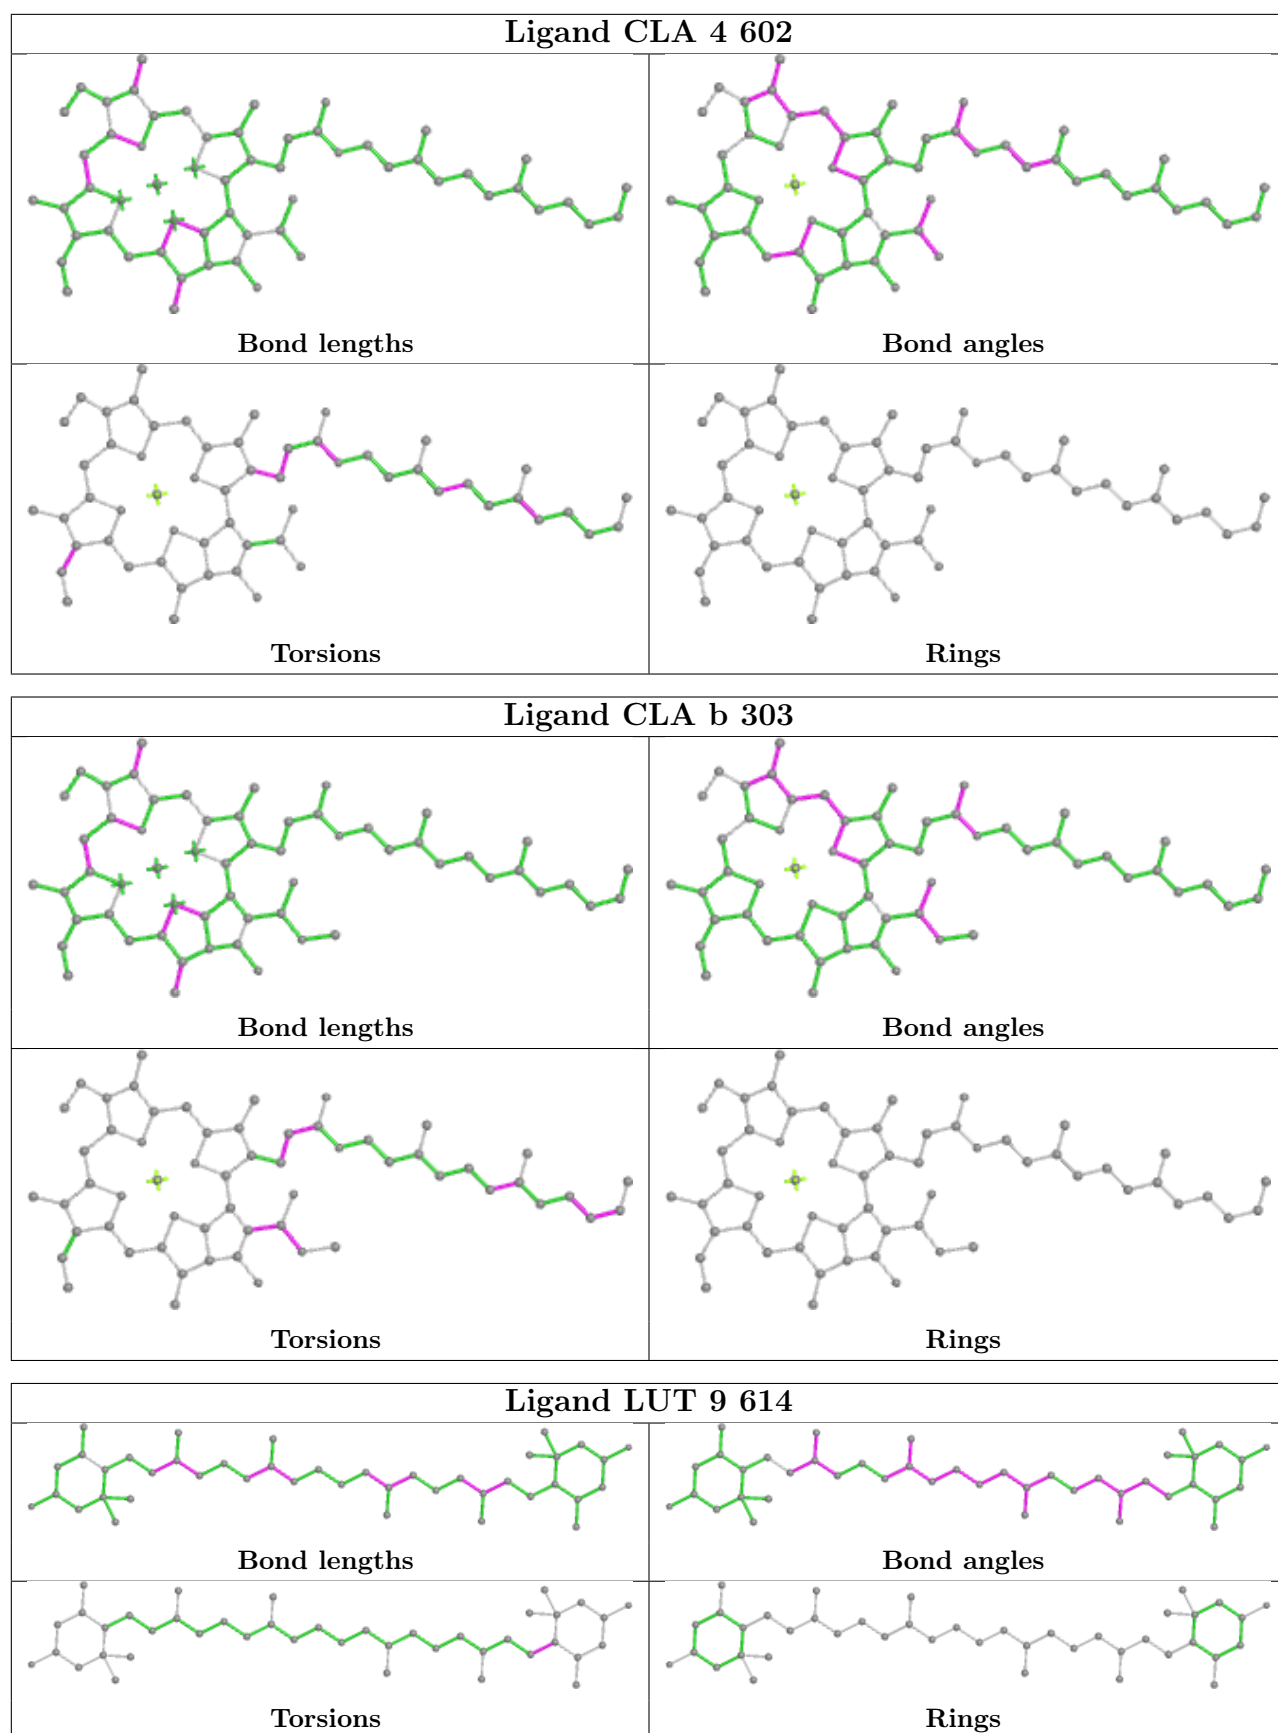 Ligand CLA 4 602
Bond lengths
Bond angles
Torsions
Rings
Ligand CLA b 303
Bond lengths
Bond angles
Torsions
Rings
Ligand LUT 9 614
Bond lengths
Bond angles
Torsions
Rings